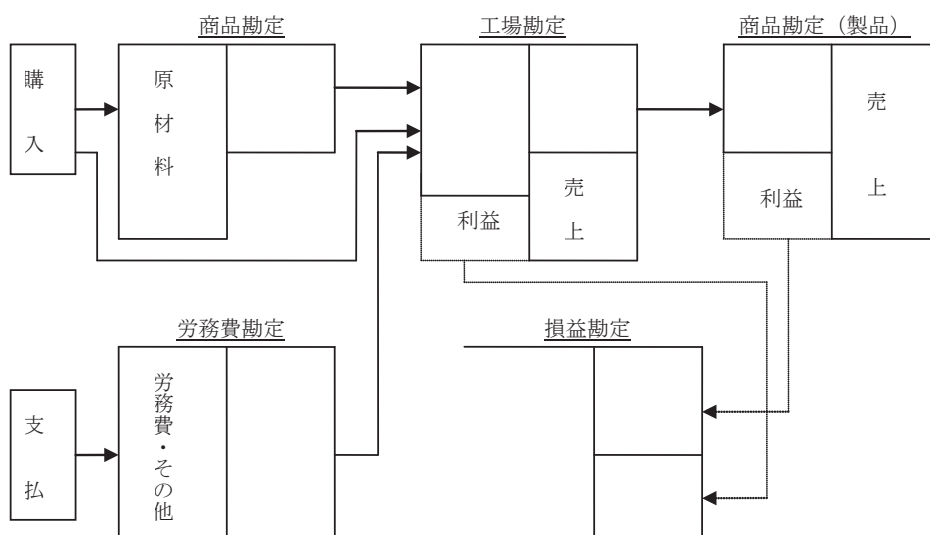 商品勘定
工場勘定
商品勘定（製品）
購入
原材料
売上
利益
売上
利益
労務費勘定
損益勘定
支払
労務費・その他